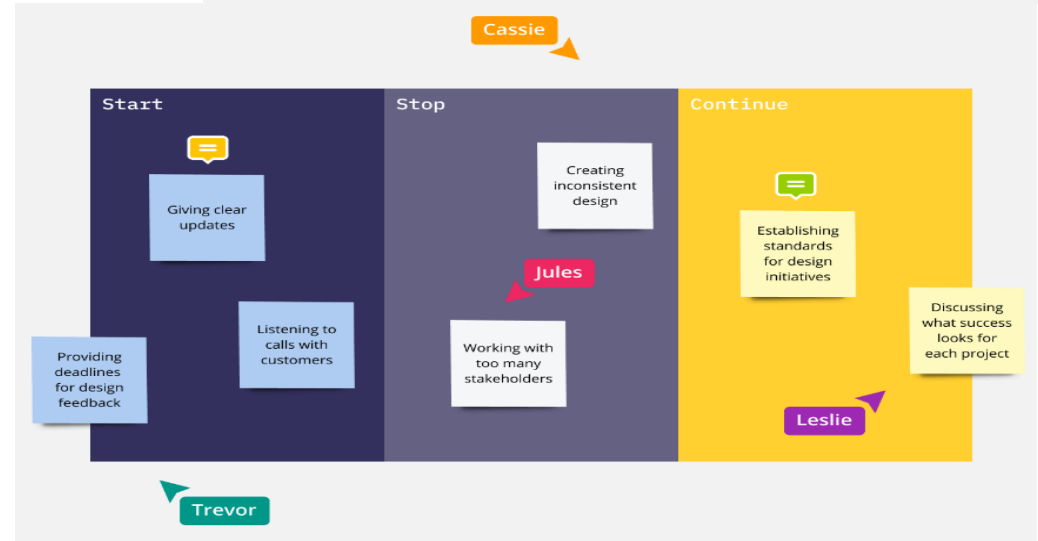 Cassie
Start
Giving clear
updates
Listening to
calls with
customers
Providing
deadlines
for design
feedback
Trevor
Stop
Creating
inconsistent
design
Jules
Working with
too many
stakeholders
Continue
Establishing
standards
for design
initiatives
Discussing
what success
looks for
each project
Leslie